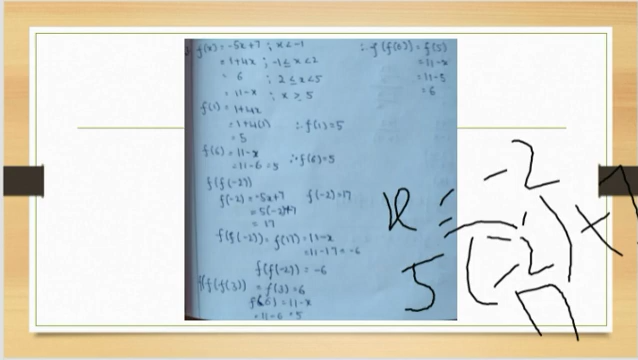 f(x) = -5x+7 ; x<-1
= 1+4x ; -1≤x<2
= 6 ; 2≤x<5
= 11-x ; x≥5
f(1) = 1+4x
= 1+4(1) ∴ f(1)=5
= 5
f(6) = 11-x
= 11-6 = 5 ∴ f(6)=5
f(f(-2))
f(-2) = -5x+7 f(-2)=17
= 5(-2)+7
= 17
f(f(-2)) = f(17) = 11-x
= 11-17 = -6
f(f(-2)) = -6
f(f(f(3)) = f(3) = 6
f(6) = 11-x
= 11-6 = 5
∴ f(f(0)) = f(5)
= 11-x
= 11-5
= 6
-2
5